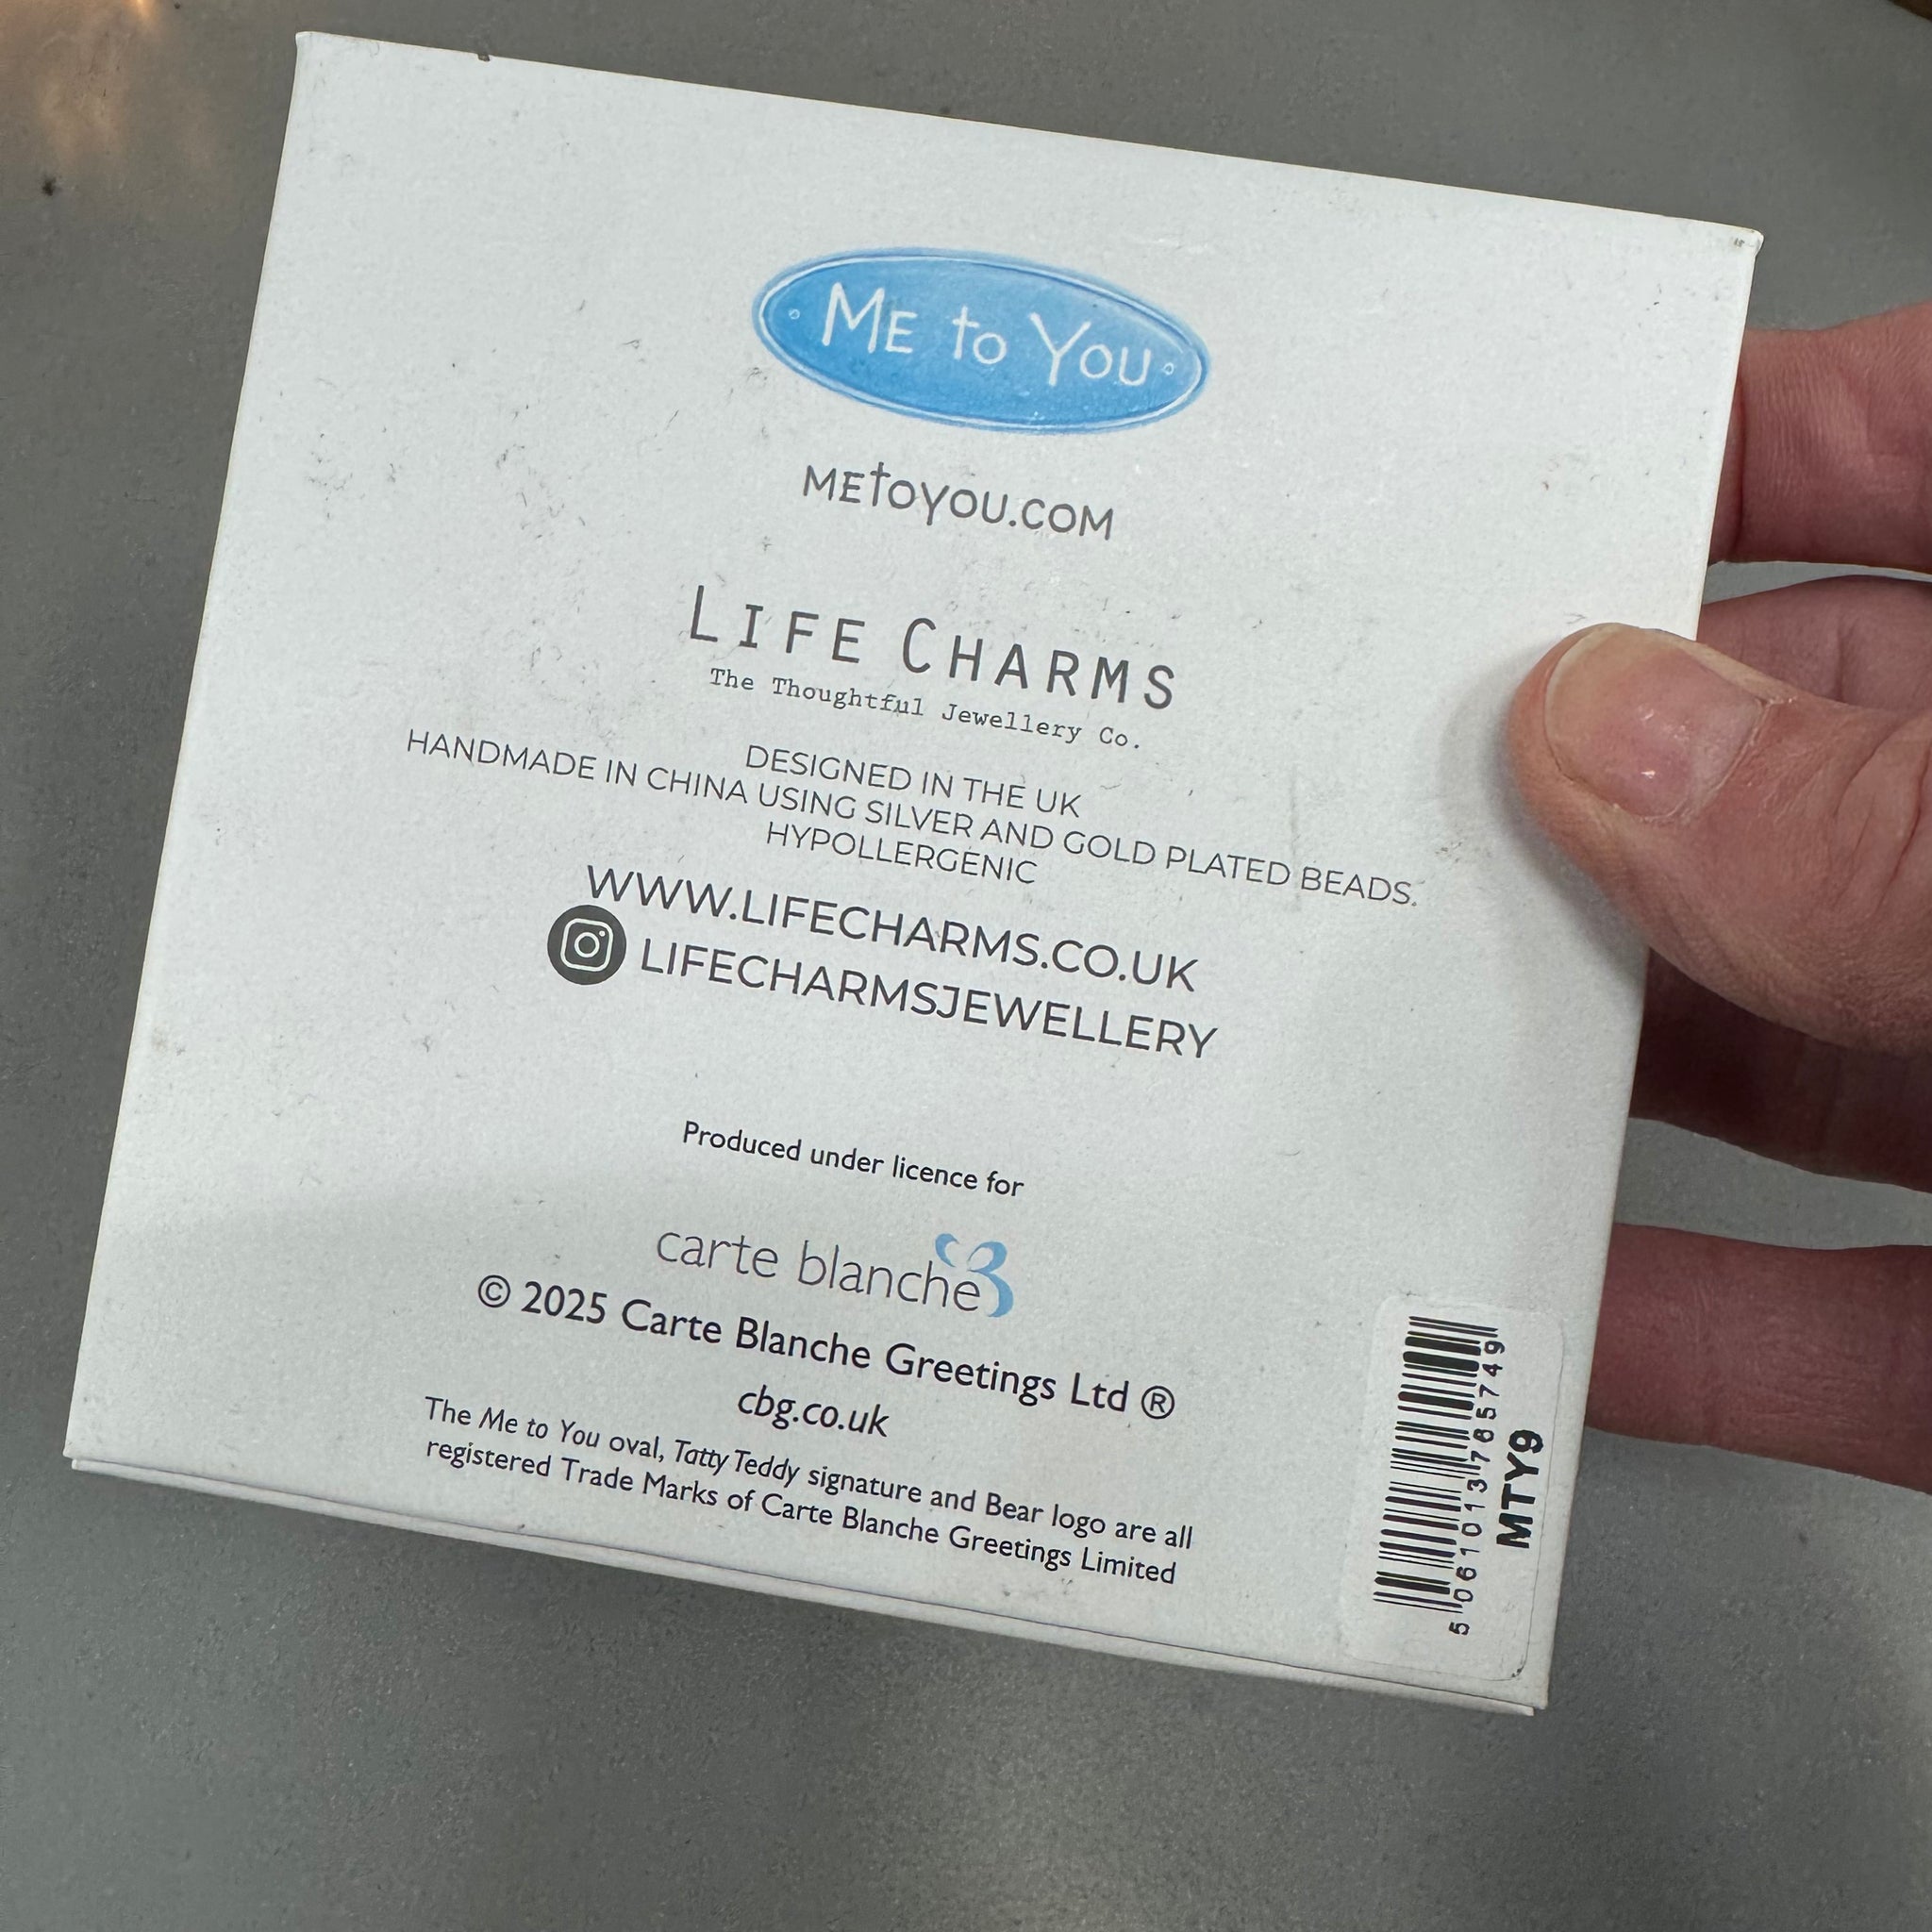 ME to YOU
METOYOU.COM
LIFE CHARMS
The Thoughtful Jewellery Co.
DESIGNED IN THE UK
HANDMADE IN CHINA USING SILVER AND GOLD PLATED BEADS.
HYPOLLERGENIC
WWW.LIFECHARMS.CO.UK
LIFECHARMSJEWELLERY
Produced under licence for
carte blanche
© 2025 Carte Blanche Greetings Ltd ®
cbg.co.uk
The Me to You oval, Tatty Teddy signature and Bear logo are all
registered Trade Marks of Carte Blanche Greetings Limited
5 061013 765749
MTY9